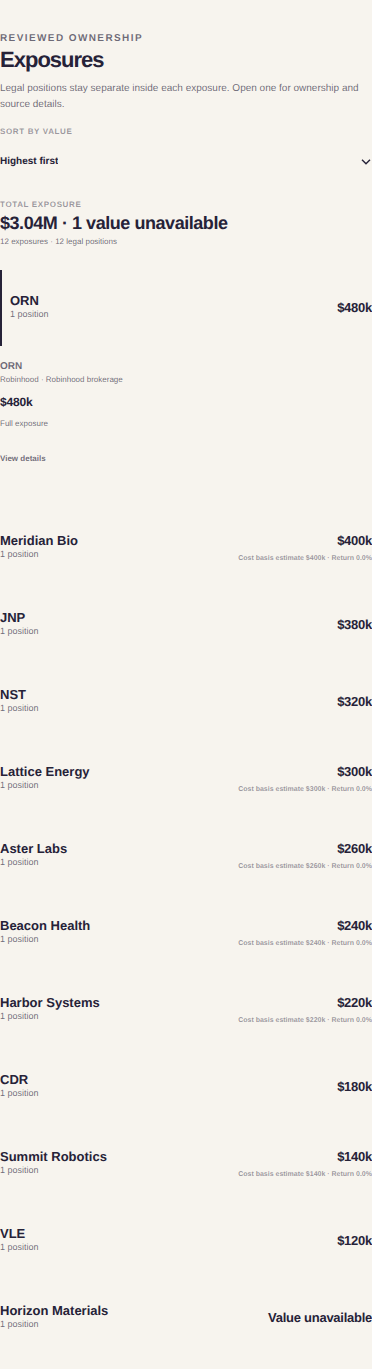 REVIEWED OWNERSHIP
Exposures
Legal positions stay separate inside each exposure. Open one for ownership and
source details.
SORT BY VALUE
Highest first
TOTAL EXPOSURE
$3.04M · 1 value unavailable
12 exposures · 12 legal positions
ORN
1 position
$480k
ORN
Robinhood · Robinhood brokerage
$480k
Full exposure
View details
Meridian Bio
1 position
$400k
Cost basis estimate $400k · Return 0.0%
JNP
1 position
$380k
NST
1 position
$320k
Lattice Energy
1 position
$300k
Cost basis estimate $300k · Return 0.0%
Aster Labs
1 position
$260k
Cost basis estimate $260k · Return 0.0%
Beacon Health
1 position
$240k
Cost basis estimate $240k · Return 0.0%
Harbor Systems
1 position
$220k
Cost basis estimate $220k · Return 0.0%
CDR
1 position
$180k
Summit Robotics
1 position
$140k
Cost basis estimate $140k · Return 0.0%
VLE
1 position
$120k
Horizon Materials
1 position
Value unavailable